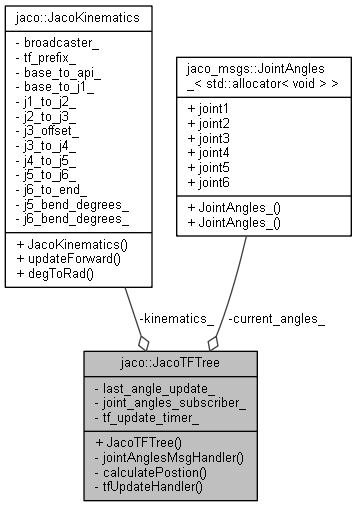 jaco::JacoKinematics
- broadcaster_
- tf_prefix_
- base_to_api_
- base_to_j1_
- j1_to_j2_
- j2_to_j3_
- j3_offset_
- j3_to_j4_
- j4_to_j5_
- j5_to_j6_
- j6_to_end_
- j5_bend_degrees_
- j6_bend_degrees_
+ JacoKinematics()
+ updateForward()
+ degToRad()
jaco_msgs::JointAngles
_< std::allocator< void > >
+ joint1
+ joint2
+ joint3
+ joint4
+ joint5
+ joint6
+ JointAngles_()
+ JointAngles_()
-kinematics_
-current_angles_
jaco::JacoTFTree
- last_angle_update_
- joint_angles_subscriber_
- tf_update_timer_
+ JacoTFTree()
- jointAnglesMsgHandler()
- calculatePostion()
- tfUpdateHandler()